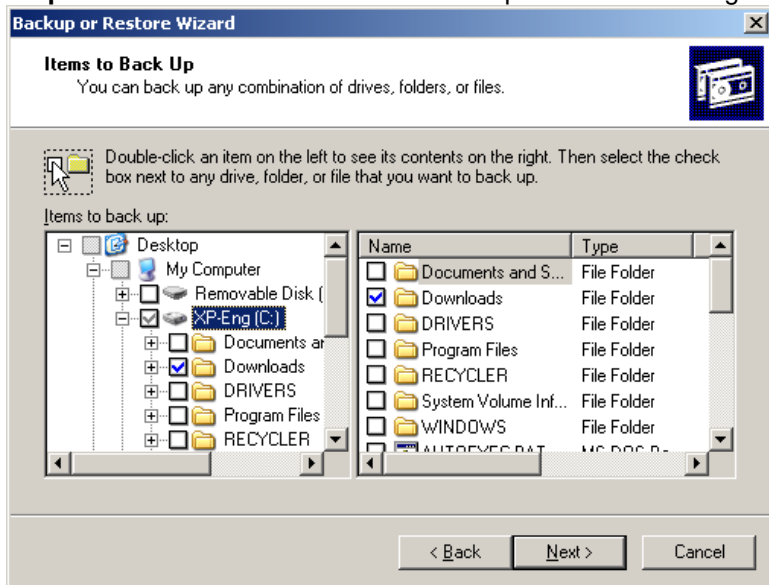 Backup or Restore Wizard
Items to Back Up
You can back up any combination of drives, folders, or files.
Double-click an item on the left to see its contents on the right. Then select the check
box next to any drive, folder, or file that you want to back up.
Items to back up:
Desktop
My Computer
Removable Disk (
XP-Eng (C:)
Documents ar
Downloads
DRIVERS
Program Files
RECYCLER
Name Type
Documents and S... File Folder
Downloads File Folder
DRIVERS File Folder
Program Files File Folder
RECYCLER File Folder
System Volume Inf... File Folder
WINDOWS File Folder
< Back Next > Cancel